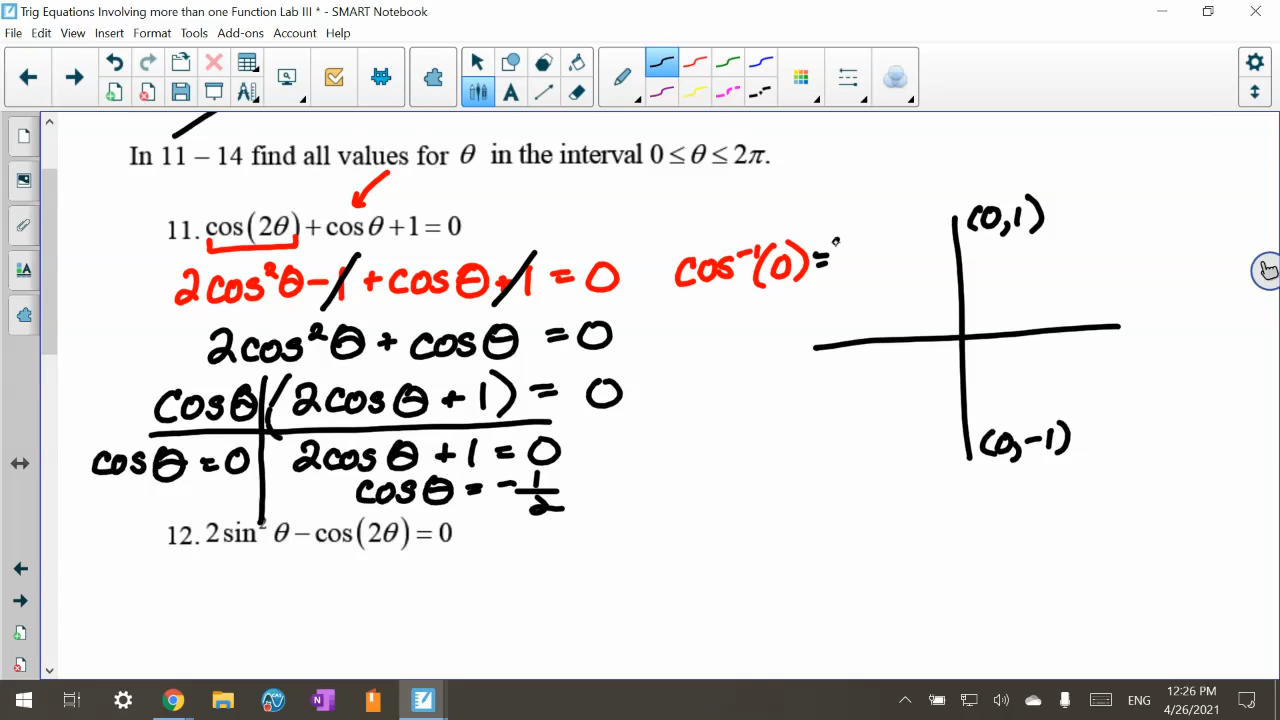 Trig Equations Involving more than one Function Lab III * - SMART Notebook
File Edit View Insert Format Tools Add-ons Account Help
In 11 – 14 find all values for θ in the interval 0 ≤ θ ≤ 2π.
11. cos(2θ) + cos θ + 1 = 0
2cos²θ - 1 + cosθ + 1 = 0
2cos²θ + cosθ = 0
cosθ (2cosθ + 1) = 0
cosθ = 0
2cosθ + 1 = 0
cosθ = - 1/2
cos⁻¹(0) =
(0,1)
(0,-1)
12. 2 sin² θ – cos(2θ) = 0
ENG
12:26 PM
4/26/2021